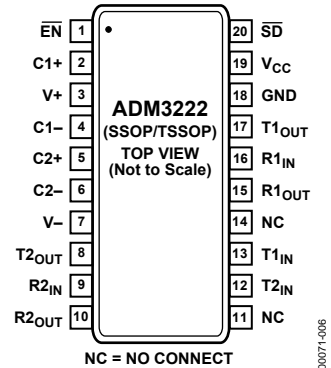 EN 1
C1+ 2
V+ 3
C1– 4
C2+ 5
C2– 6
V– 7
T2OUT 8
R2IN 9
R2OUT 10
ADM3222
(SSOP/TSSOP)
TOP VIEW
(Not to Scale)
20 SD
19 VCC
18 GND
17 T1OUT
16 R1IN
15 R1OUT
14 NC
13 T1IN
12 T2IN
11 NC
NC = NO CONNECT
00071-006